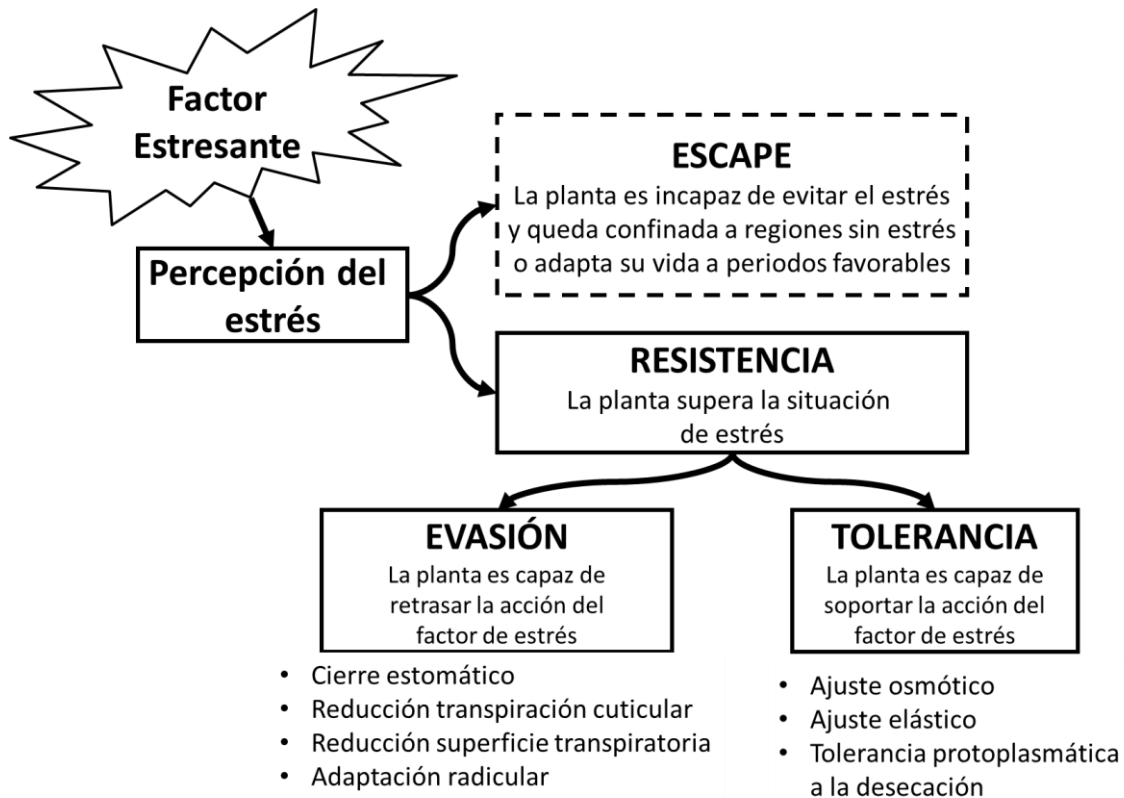 Factor
Estresante
Percepción del
estrés
ESCAPE
La planta es incapaz de evitar el estrés
y queda confinada a regiones sin estrés
o adapta su vida a periodos favorables
RESISTENCIA
La planta supera la situación
de estrés
EVASIÓN
La planta es capaz de
retrasar la acción del
factor de estrés
• Cierre estomático
• Reducción transpiración cuticular
• Reducción superficie transpiratoria
• Adaptación radicular
TOLERANCIA
La planta es capaz de
soportar la acción del
factor de estrés
• Ajuste osmótico
• Ajuste elástico
• Tolerancia protoplasmática
a la desecación